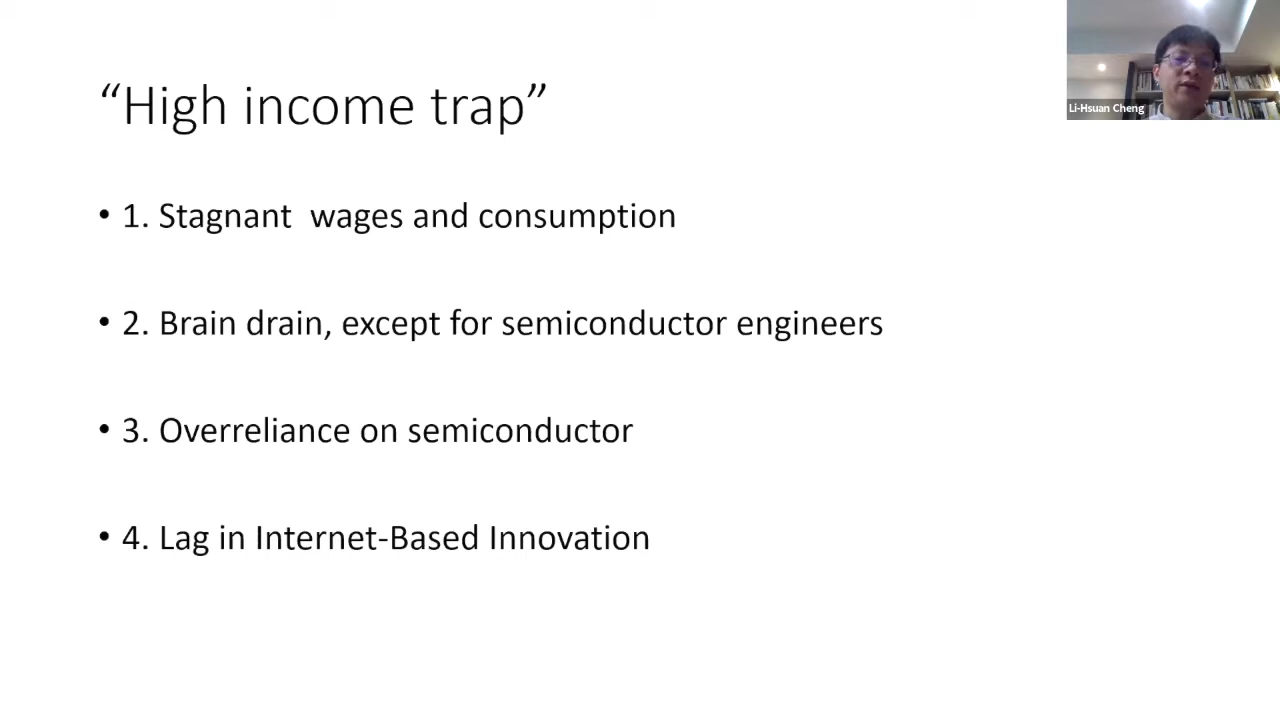 “High income trap”
Li-Hsuan Cheng
• 1. Stagnant  wages and consumption
• 2. Brain drain, except for semiconductor engineers
• 3. Overreliance on semiconductor
• 4. Lag in Internet-Based Innovation